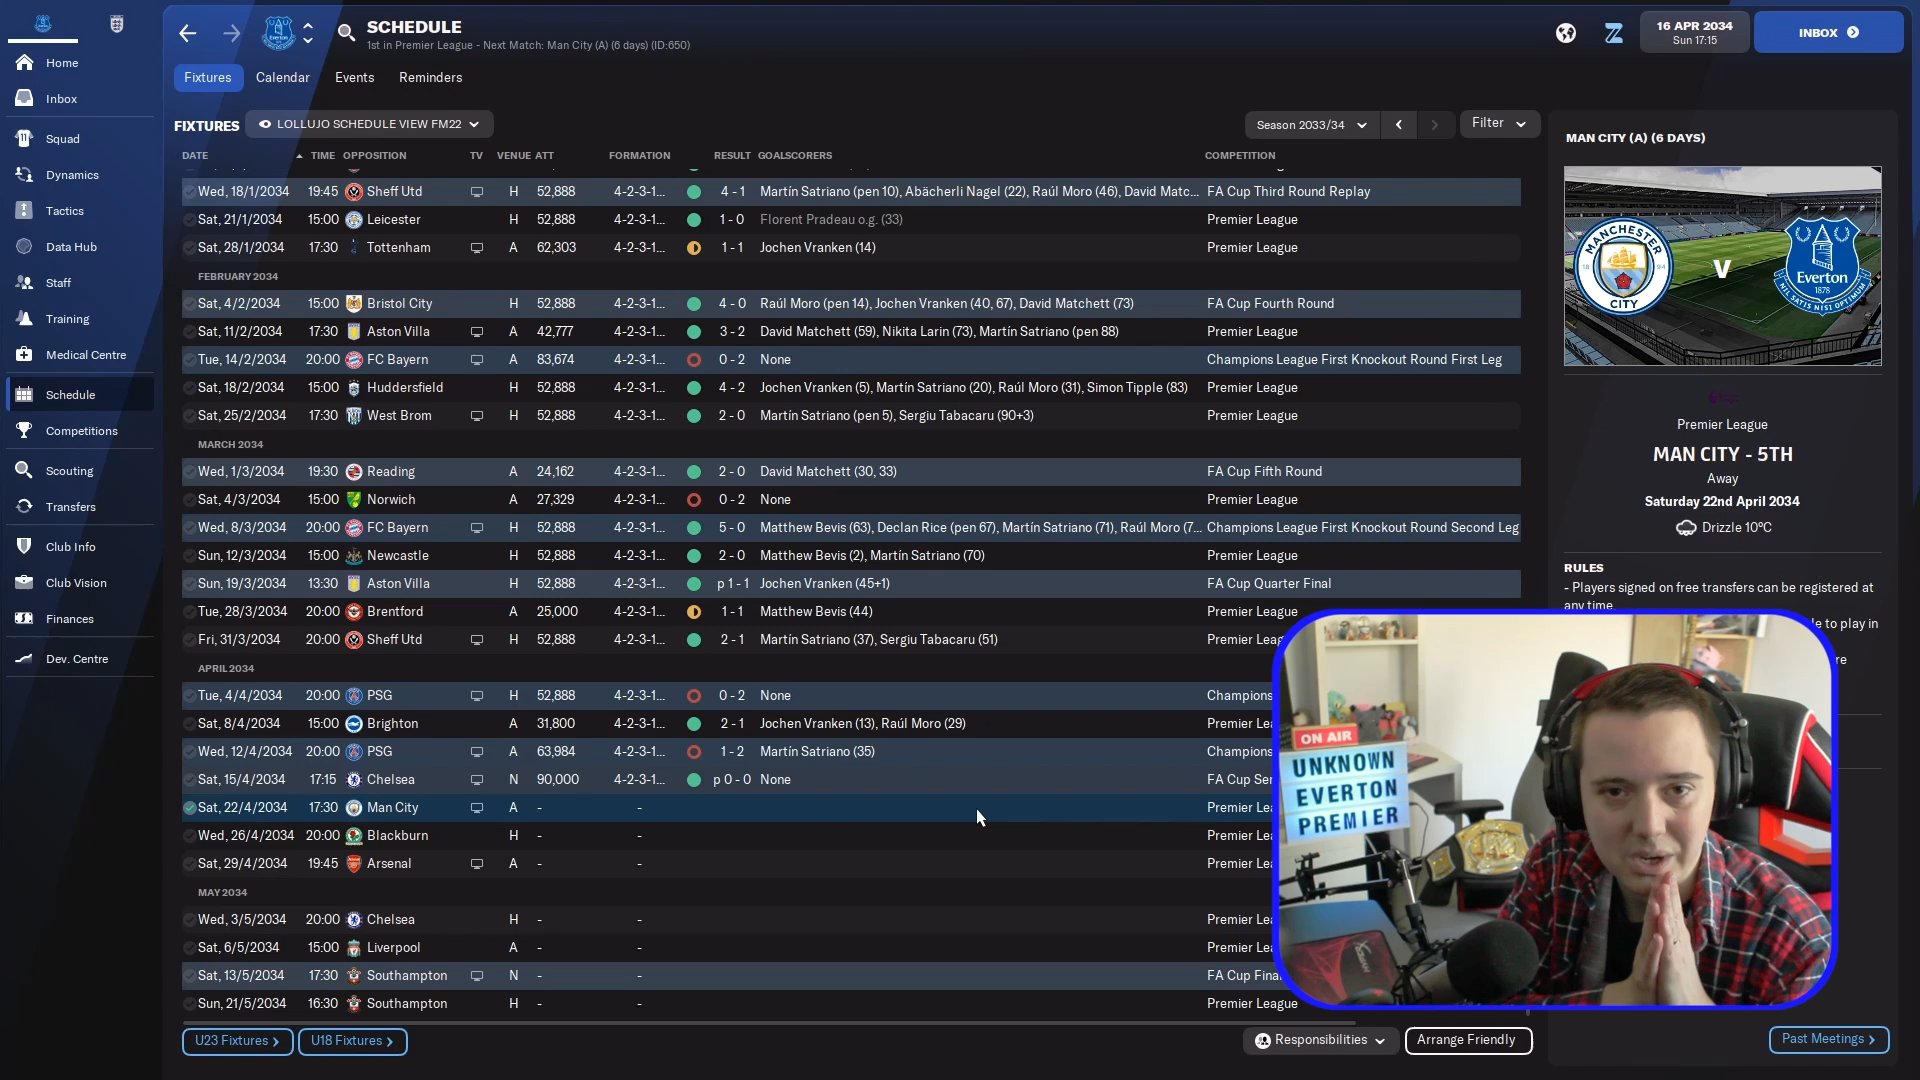 SCHEDULE
1st in Premier League - Next Match: Man City (A) (6 days) (ID:650)
16 APR 2034
Sun 17:15
INBOX
Home
Inbox
Squad
Dynamics
Tactics
Data Hub
Staff
Training
Medical Centre
Schedule
Competitions
Scouting
Transfers
Club Info
Club Vision
Finances
Dev. Centre
Fixtures Calendar Events Reminders
FIXTURES LOLLUJO SCHEDULE VIEW FM22 Season 2033/34 Filter
DATE TIME OPPOSITION TV VENUE ATT FORMATION RESULT GOALSCORERS COMPETITION
Wed, 18/1/2034 19:45 Sheff Utd H 52,888 4-2-3-1... 4 - 1 Martín Satriano (pen 10), Abächerli Nagel (22), Raúl Moro (46), David Matc... FA Cup Third Round Replay
Sat, 21/1/2034 15:00 Leicester H 52,888 4-2-3-1... 1 - 0 Florent Pradeau o.g. (33) Premier League
Sat, 28/1/2034 17:30 Tottenham A 62,303 4-2-3-1... 1 - 1 Jochen Vranken (14) Premier League
FEBRUARY 2034
Sat, 4/2/2034 15:00 Bristol City H 52,888 4-2-3-1... 4 - 0 Raúl Moro (pen 14), Jochen Vranken (40, 67), David Matchett (73) FA Cup Fourth Round
Sat, 11/2/2034 17:30 Aston Villa A 42,777 4-2-3-1... 3 - 2 David Matchett (59), Nikita Larin (73), Martín Satriano (pen 88) Premier League
Tue, 14/2/2034 20:00 FC Bayern A 83,674 4-2-3-1... 0 - 2 None Champions League First Knockout Round First Leg
Sat, 18/2/2034 15:00 Huddersfield H 52,888 4-2-3-1... 4 - 2 Jochen Vranken (5), Martín Satriano (20), Raúl Moro (31), Simon Tipple (83) Premier League
Sat, 25/2/2034 17:30 West Brom H 52,888 4-2-3-1... 2 - 0 Martín Satriano (pen 5), Sergiu Tabacaru (90+3) Premier League
MARCH 2034
Wed, 1/3/2034 19:30 Reading A 24,162 4-2-3-1... 2 - 0 David Matchett (30, 33) FA Cup Fifth Round
Sat, 4/3/2034 15:00 Norwich A 27,329 4-2-3-1... 0 - 2 None Premier League
Wed, 8/3/2034 20:00 FC Bayern H 52,888 4-2-3-1... 5 - 0 Matthew Bevis (63), Declan Rice (pen 67), Martín Satriano (71), Raúl Moro (7... Champions League First Knockout Round Second Leg
Sun, 12/3/2034 15:00 Newcastle H 52,888 4-2-3-1... 2 - 0 Matthew Bevis (2), Martín Satriano (70) Premier League
Sun, 19/3/2034 13:30 Aston Villa H 52,888 4-2-3-1... p 1 - 1 Jochen Vranken (45+1) FA Cup Quarter Final
Tue, 28/3/2034 20:00 Brentford A 25,000 4-2-3-1... 1 - 1 Matthew Bevis (44) Premier League
Fri, 31/3/2034 20:00 Sheff Utd H 52,888 4-2-3-1... 2 - 1 Martín Satriano (37), Sergiu Tabacaru (51) Premier Lea
APRIL 2034
Tue, 4/4/2034 20:00 PSG H 52,888 4-2-3-1... 0 - 2 None Champions
Sat, 8/4/2034 15:00 Brighton A 31,800 4-2-3-1... 2 - 1 Jochen Vranken (13), Raúl Moro (29) Premier Lea
Wed, 12/4/2034 20:00 PSG A 63,984 4-2-3-1... 1 - 2 Martín Satriano (35) Champions
Sat, 15/4/2034 17:15 Chelsea N 90,000 4-2-3-1... p 0 - 0 None FA Cup Sem
Sat, 22/4/2034 17:30 Man City A - - Premier Lea
Wed, 26/4/2034 20:00 Blackburn H - - Premier Lea
Sat, 29/4/2034 19:45 Arsenal A - - Premier Lea
MAY 2034
Wed, 3/5/2034 20:00 Chelsea H - - Premier Lea
Sat, 6/5/2034 15:00 Liverpool A - - Premier Lea
Sat, 13/5/2034 17:30 Southampton N - - FA Cup Fina
Sun, 21/5/2034 16:30 Southampton H - - Premier League
U23 Fixtures U18 Fixtures Responsibilities Arrange Friendly
MAN CITY (A) (6 DAYS)
MANCHESTER
18 94
CITY
V
Everton
1878
NIL SATIS NISI OPTIMUM
Premier League
MAN CITY - 5TH
Away
Saturday 22nd April 2034
Drizzle 10ºC
RULES
- Players signed on free transfers can be registered at
any time.
le to play in
re
Past Meetings
ON AIR
UNKNOWN
EVERTON
PREMIER